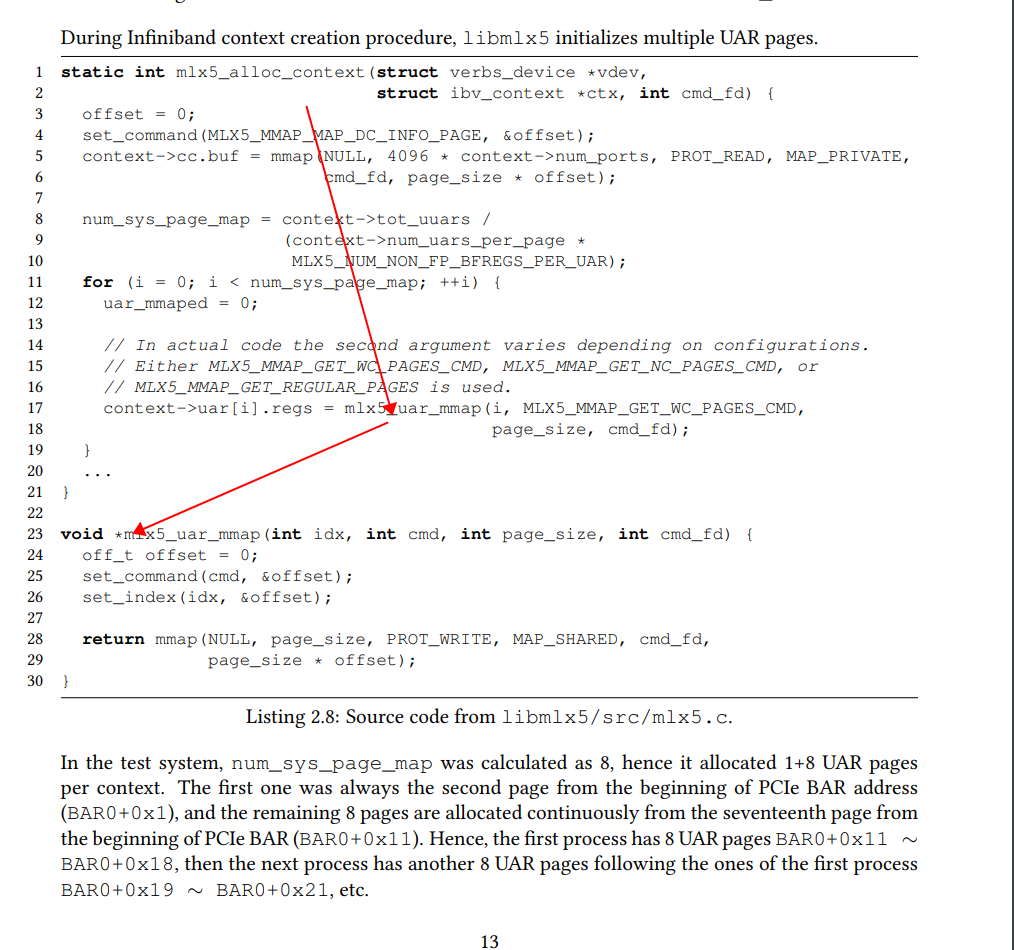 During Infiniband context creation procedure, libmlx5 initializes multiple UAR pages.
1 static int mlx5_alloc_context(struct verbs_device *vdev,
2 struct ibv_context *ctx, int cmd_fd) {
3 offset = 0;
4 set_command(MLX5_MMAP_MAP_DC_INFO_PAGE, &offset);
5 context->cc.buf = mmap(NULL, 4096 * context->num_ports, PROT_READ, MAP_PRIVATE,
6 cmd_fd, page_size * offset);
7
8 num_sys_page_map = context->tot_uuars /
9 (context->num_uars_per_page *
10 MLX5_NUM_NON_FP_BFREGS_PER_UAR);
11 for (i = 0; i < num_sys_page_map; ++i) {
12 uar_mmaped = 0;
13
14 // In actual code the second argument varies depending on configurations.
15 // Either MLX5_MMAP_GET_WC_PAGES_CMD, MLX5_MMAP_GET_NC_PAGES_CMD, or
16 // MLX5_MMAP_GET_REGULAR_PAGES is used.
17 context->uar[i].regs = mlx5_uar_mmap(i, MLX5_MMAP_GET_WC_PAGES_CMD,
18 page_size, cmd_fd);
19 }
20 ...
21 }
22
23 void *mlx5_uar_mmap(int idx, int cmd, int page_size, int cmd_fd) {
24 off_t offset = 0;
25 set_command(cmd, &offset);
26 set_index(idx, &offset);
27
28 return mmap(NULL, page_size, PROT_WRITE, MAP_SHARED, cmd_fd,
29 page_size * offset);
30 }
Listing 2.8: Source code from libmlx5/src/mlx5.c.
In the test system, num_sys_page_map was calculated as 8, hence it allocated 1+8 UAR pages
per context. The first one was always the second page from the beginning of PCIe BAR address
(BAR0+0x1), and the remaining 8 pages are allocated continuously from the seventeenth page from
the beginning of PCIe BAR (BAR0+0x11). Hence, the first process has 8 UAR pages BAR0+0x11 ~
BAR0+0x18, then the next process has another 8 UAR pages following the ones of the first process
BAR0+0x19 ~ BAR0+0x21, etc.
13